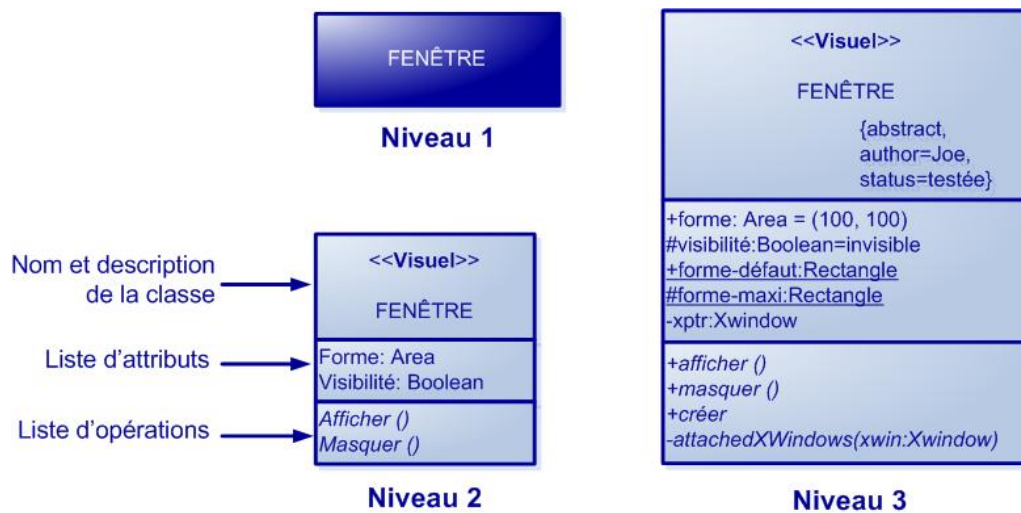 FENÊTRE
Niveau 1
Nom et description
de la classe
Liste d'attributs
Liste d'opérations
<<Visuel>>
FENÊTRE
Forme: Area
Visibilité: Boolean
Afficher ()
Masquer ()
Niveau 2
<<Visuel>>
FENÊTRE
{abstract,
author=Joe,
status=testée}
+forme: Area = (100, 100)
#visibilité:Boolean=invisible
+forme-défaut:Rectangle
#forme-maxi:Rectangle
-xptr:Xwindow
+afficher ()
+masquer ()
+créer
-attachedXWindows(xwin:Xwindow)
Niveau 3